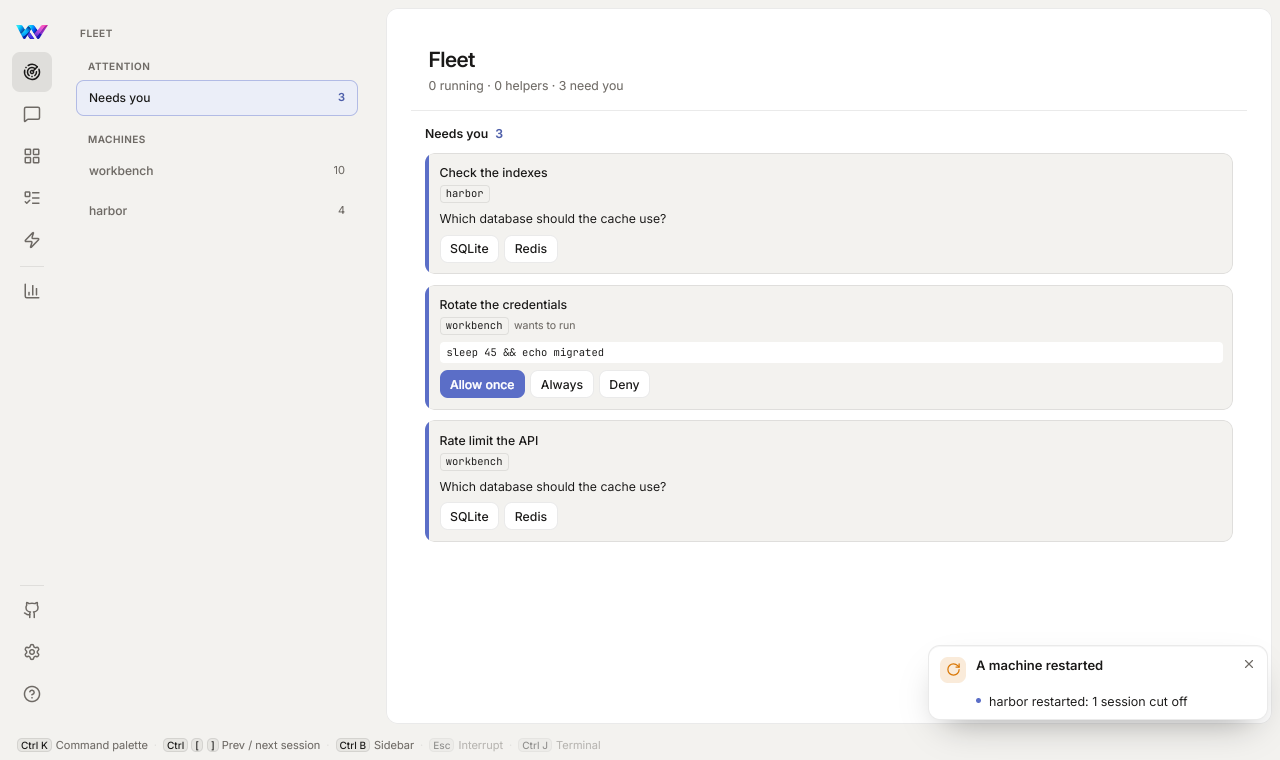 FLEET
ATTENTION
Needs you 3
MACHINES
workbench 10
harbor 4
Fleet
0 running · 0 helpers · 3 need you
Needs you 3
Check the indexes
harbor
Which database should the cache use?
SQLite Redis
Rotate the credentials
workbench wants to run
sleep 45 && echo migrated
Allow once Always Deny
Rate limit the API
workbench
Which database should the cache use?
SQLite Redis
A machine restarted
harbor restarted: 1 session cut off
Ctrl K Command palette · Ctrl [ ] Prev / next session · Ctrl B Sidebar · Esc Interrupt · Ctrl J Terminal